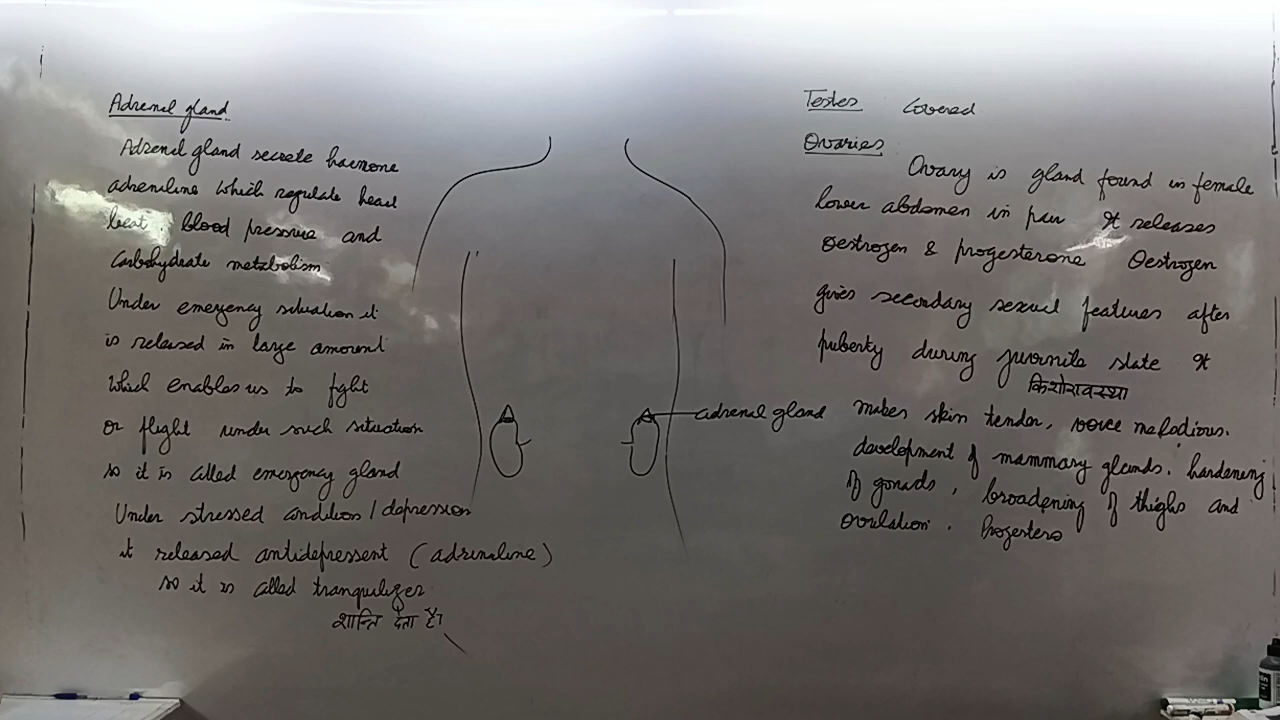 Adrenal gland
Adrenal gland secrete harmone
adreniline which regulate heart
beat blood pressure and
Carbohydrate metabolism
Under emergency situation it
is released in large amount
Which enables us to fight
or flight under such situation
so it is called emergency gland
Under stressed condition / depression
it released antidepressent (adrinaline)
so it is called tranquilizer
शान्ति देता है।
adrenal gland
Testes Covered
Ovaries
Ovary is gland found in female
lower abdomen in pair It releases
Oestrogen & progesterone Oestrogen
gives secondary sexual features after
puberty during juvenile state It
किशोरावस्था
makes skin tender, voice melodious.
development of mammary glands. hardening
of gonads, broadening of thighs and
ovulation. Progesters